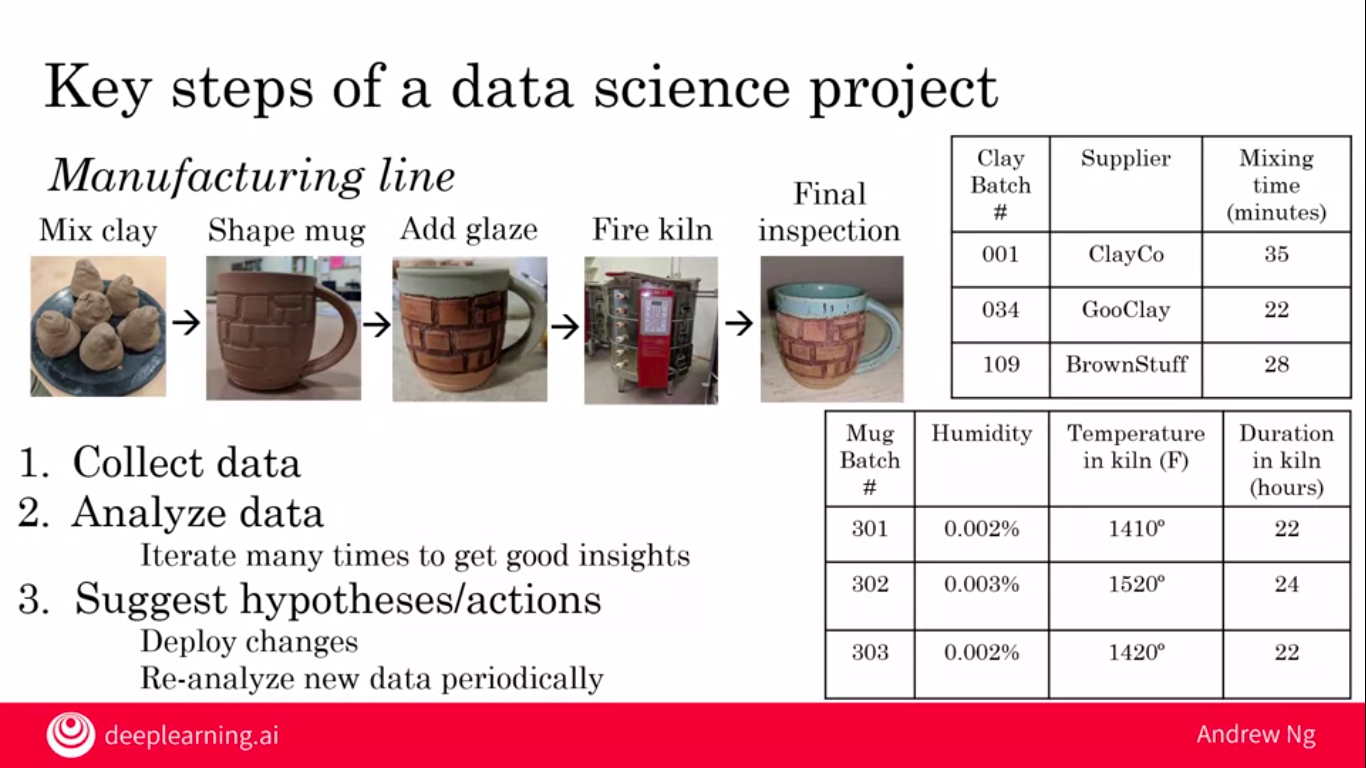 Key steps of a data science project
Manufacturing line
Mix clay
Shape mug
Add glaze
Fire kiln
Final
inspection
Clay
Batch
#
Supplier
Mixing
time
(minutes)
001 ClayCo 35
034 GooClay 22
109 BrownStuff 28
1. Collect data
2. Analyze data
Iterate many times to get good insights
3. Suggest hypotheses/actions
Deploy changes
Re-analyze new data periodically
Mug
Batch
#
Humidity
Temperature
in kiln (F)
Duration
in kiln
(hours)
301 0.002% 1410º 22
302 0.003% 1520º 24
303 0.002% 1420º 22
deeplearning.ai
Andrew Ng